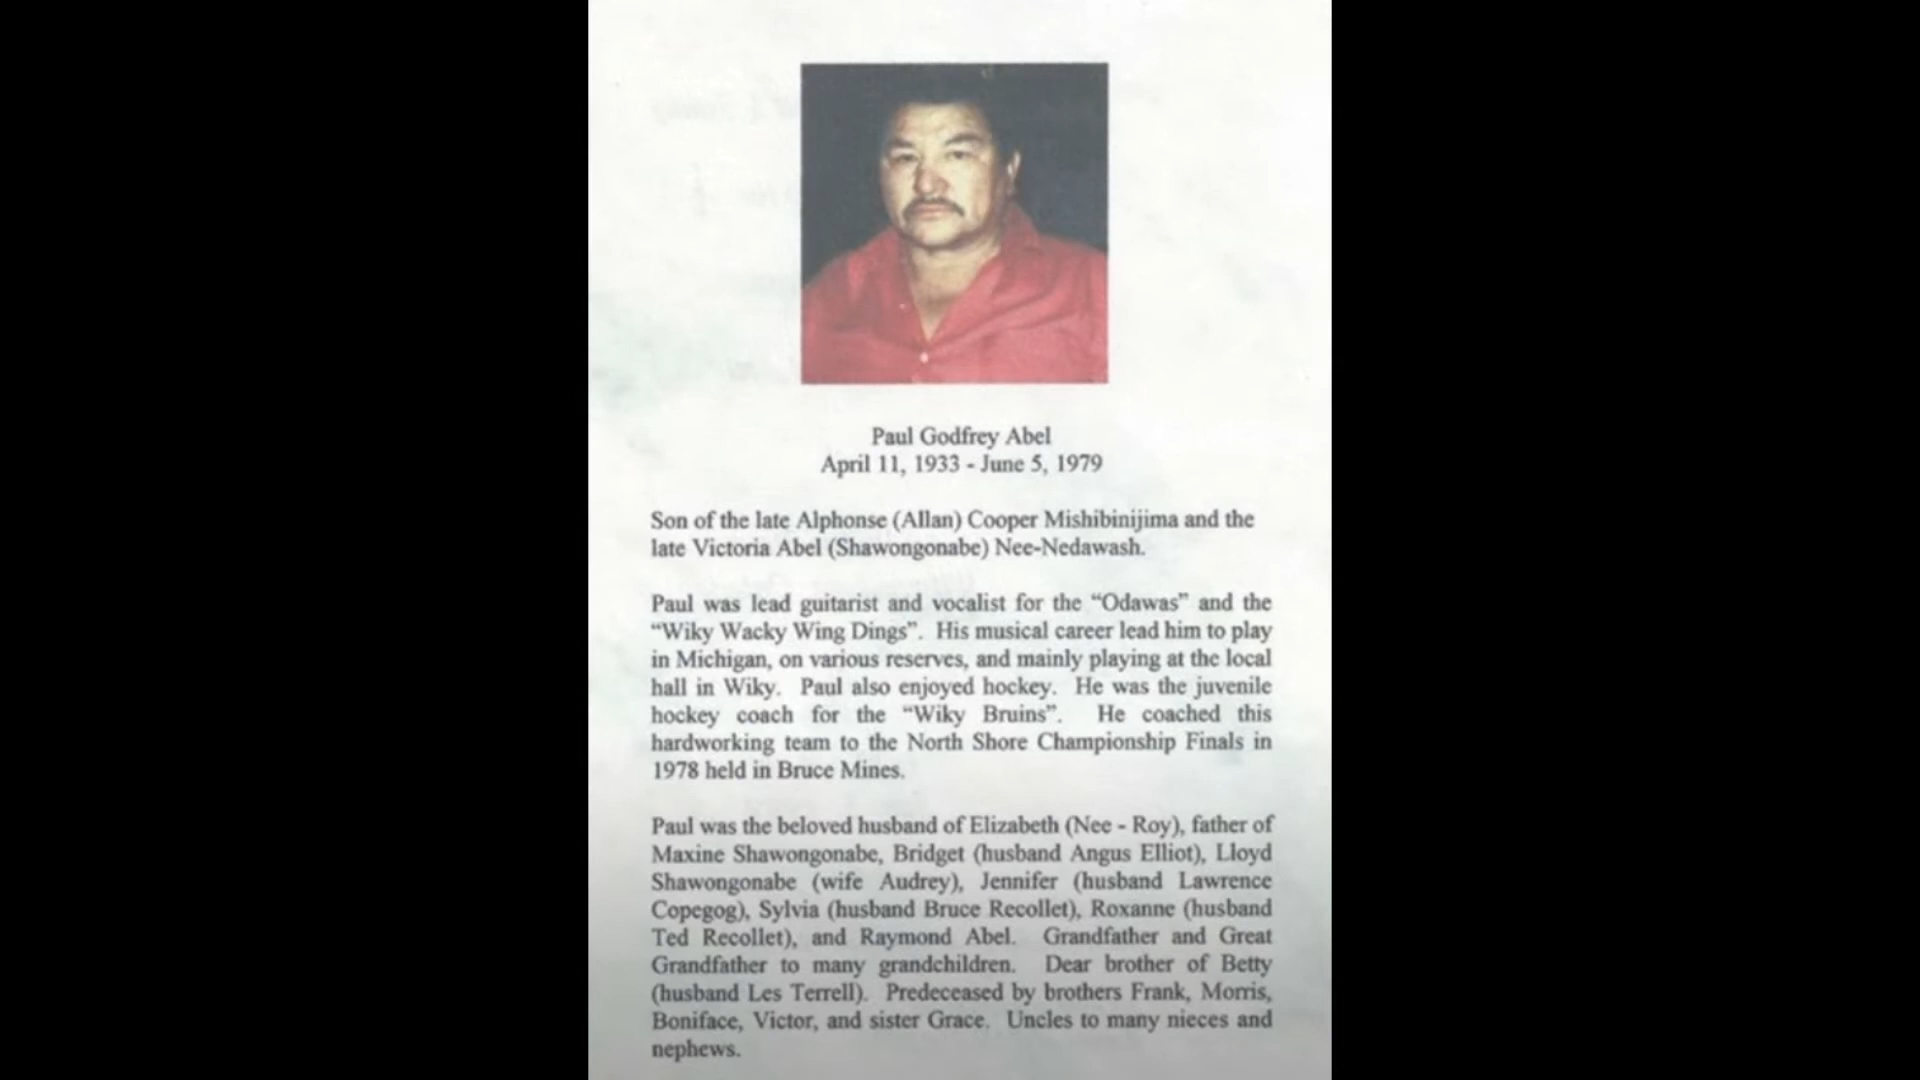 Paul Godfrey Abel
April 11, 1933 - June 5, 1979
Son of the late Alphonse (Allan) Cooper Mishibinijima and the
late Victoria Abel (Shawongonabe) Nee-Nedawash.
Paul was lead guitarist and vocalist for the “Odawas” and the
“Wiky Wacky Wing Dings”. His musical career lead him to play
in Michigan, on various reserves, and mainly playing at the local
hall in Wiky. Paul also enjoyed hockey. He was the juvenile
hockey coach for the “Wiky Bruins”. He coached this
hardworking team to the North Shore Championship Finals in
1978 held in Bruce Mines.
Paul was the beloved husband of Elizabeth (Nee - Roy), father of
Maxine Shawongonabe, Bridget (husband Angus Elliot), Lloyd
Shawongonabe (wife Audrey), Jennifer (husband Lawrence
Copegog), Sylvia (husband Bruce Recollet), Roxanne (husband
Ted Recollet), and Raymond Abel. Grandfather and Great
Grandfather to many grandchildren. Dear brother of Betty
(husband Les Terrell). Predeceased by brothers Frank, Morris,
Boniface, Victor, and sister Grace. Uncles to many nieces and
nephews.